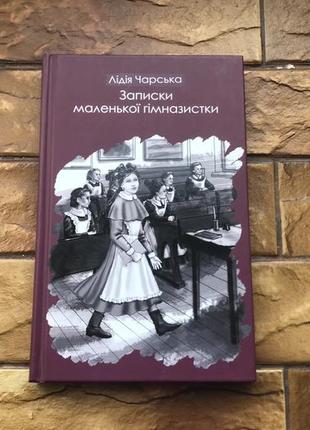 Лідія Чарська
Записки
маленької гімназистки